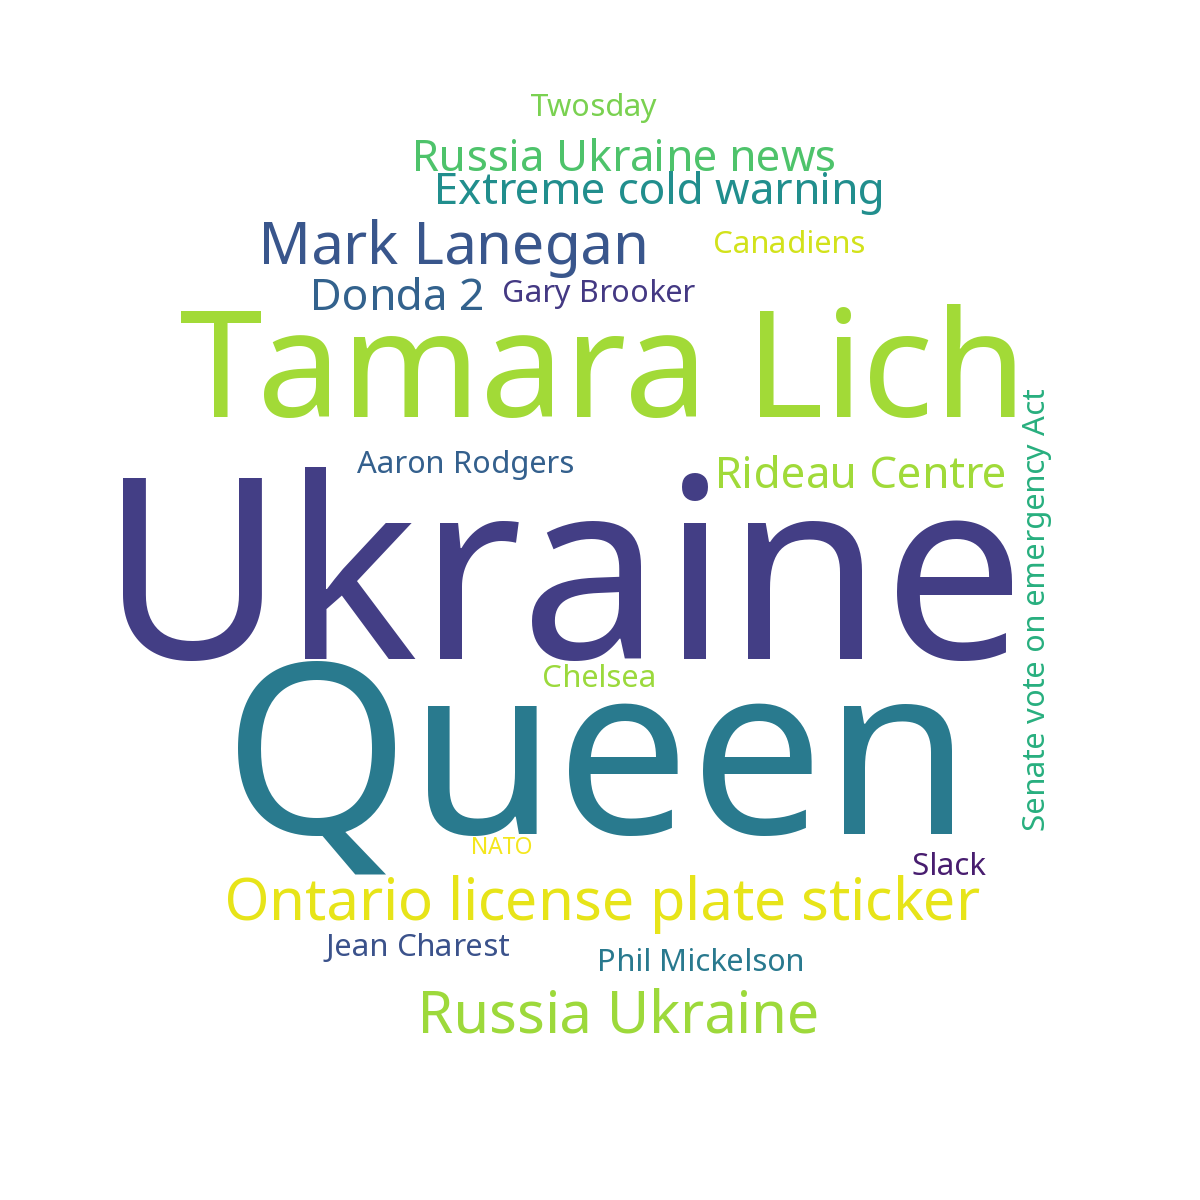 Twosday
Russia Ukraine news
Extreme cold warning
Mark Lanegan
Canadiens
Donda 2
Gary Brooker
Tamara Lich
Aaron Rodgers
Rideau Centre
Senate vote on emergency Act
Ukraine
Chelsea
Queen
NATO
Slack
Ontario license plate sticker
Jean Charest
Phil Mickelson
Russia Ukraine